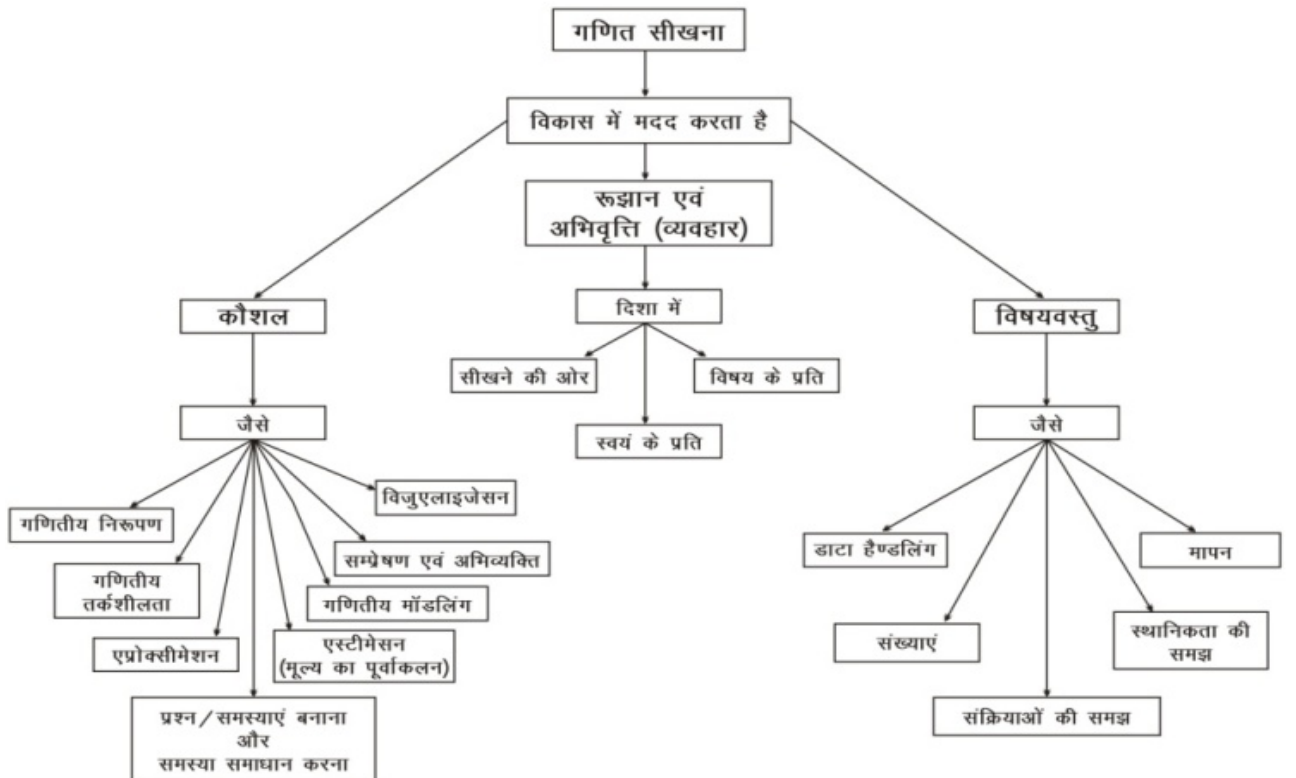 गणित सीखना
विकास में मदद करता है
रूझान एवं
अभिवृत्ति (व्यवहार)
कौशल
दिशा में
विषयवस्तु
सीखने की ओर
विषय के प्रति
स्वयं के प्रति
जैसे
जैसे
विजुएलाइजेसन
गणितीय निरूपण
सम्प्रेषण एवं अभिव्यक्ति
गणितीय
तर्कशीलता
गणितीय मॉडलिंग
एप्रोक्सीमेशन
एस्टीमेसन
(मूल्य का पूर्वाकलन)
प्रश्न/समस्याएं बनाना
और
समस्या समाधान करना
डाटा हैण्डलिंग
मापन
संख्याएं
स्थानिकता की
समझ
संक्रियाओं की समझ